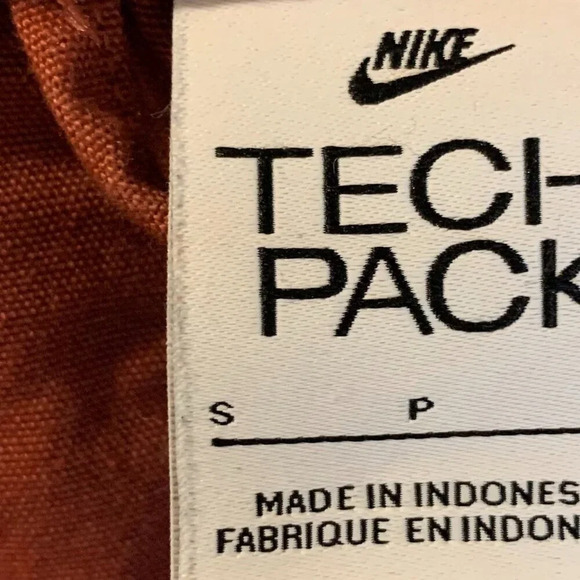 NIKE
TECH
PACK
S P
MADE IN INDONES
FABRIQUE EN INDON